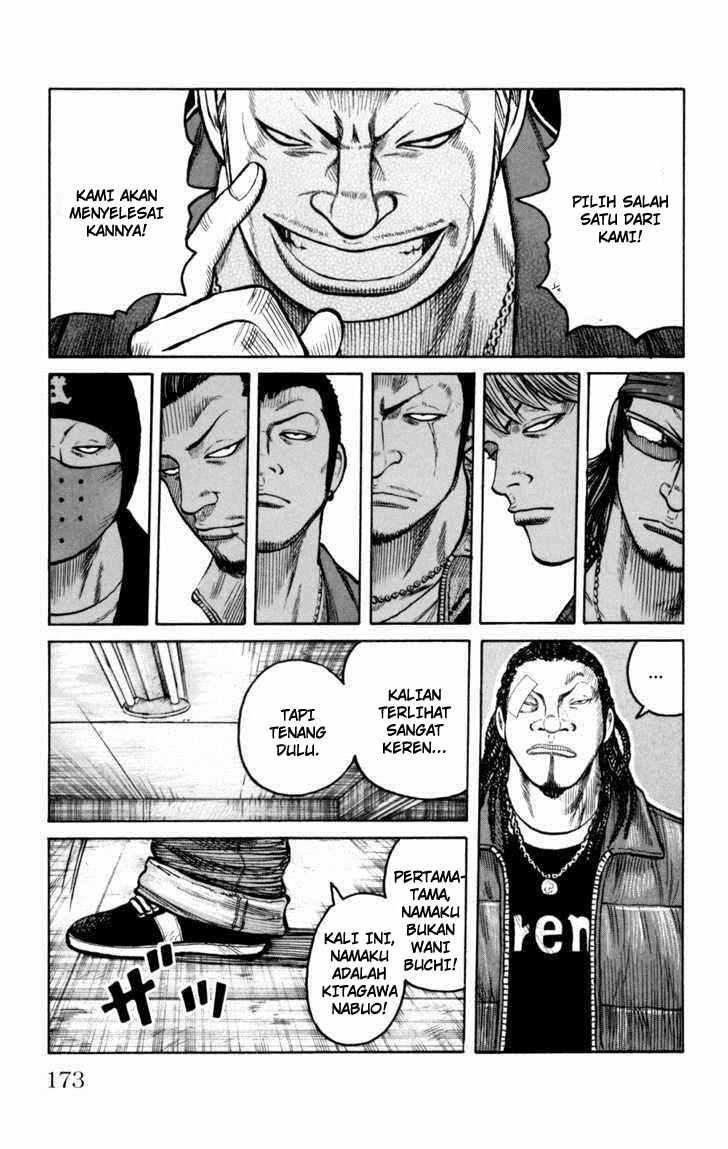 PILIH SALAH
SATU DARI
KAMI!
KAMI AKAN
MENYELESAI
KANNYA!
...
KALIAN
TERLIHAT
SANGAT
KEREN...
TAPI
TENANG
DULU.
ren
PERTAMA-
TAMA,
NAMAKU
BUKAN
WANI
BUCHI!
KALI INI,
NAMAKU
ADALAH
KITAGAWA
NABUO!
ザッ
173